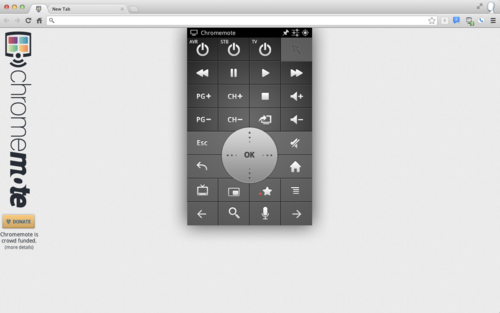 New Tab
Chromemote
AVR
STB
TV
PG+
CH+
PG−
CH−
Esc
OK
chromemote
DONATE
Chromemote is
crowd funded.
(more details)